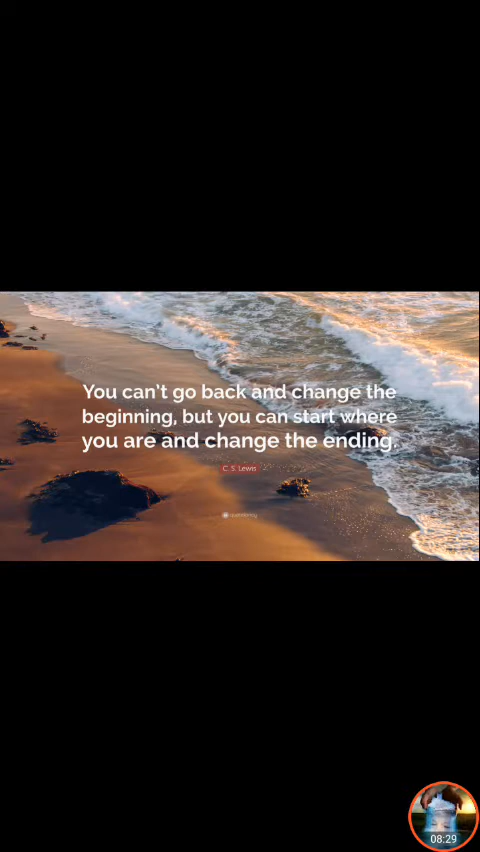 You can’t go back and change the
beginning, but you can start where
you are and change the ending.
C. S. Lewis
quotefancy
08:29